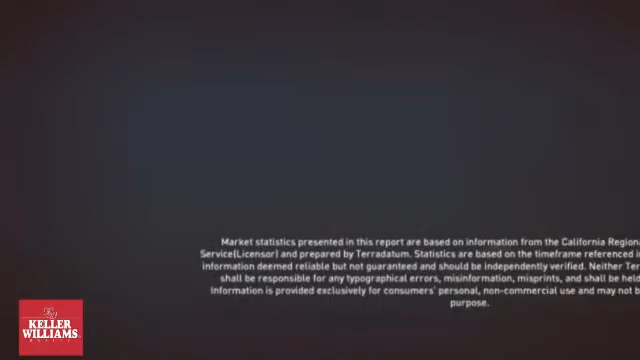 Market statistics presented in this report are based on information from the California Regiona
Service(Licensor) and prepared by Terradatum. Statistics are based on the timeframe referenced i
information deemed reliable but not guaranteed and should be independently verified. Neither Ter
shall be responsible for any typographical errors, misinformation, misprints, and shall be held
Information is provided exclusively for consumers' personal, non-commercial use and may not b
purpose.
KW
KELLER
WILLIAMS
REALTY